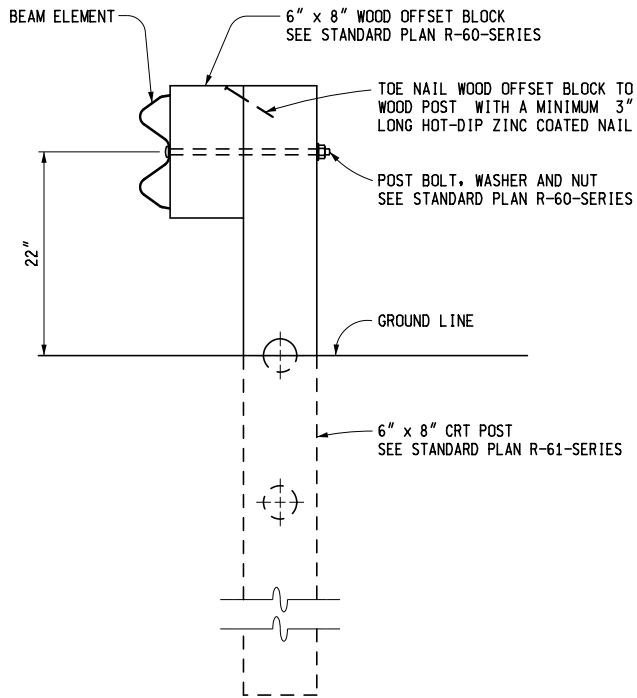 BEAM ELEMENT
6" x 8" WOOD OFFSET BLOCK
SEE STANDARD PLAN R-60-SERIES
TOE NAIL WOOD OFFSET BLOCK TO
WOOD POST WITH A MINIMUM 3"
LONG HOT-DIP ZINC COATED NAIL
POST BOLT, WASHER AND NUT
SEE STANDARD PLAN R-60-SERIES
22"
GROUND LINE
6" x 8" CRT POST
SEE STANDARD PLAN R-61-SERIES